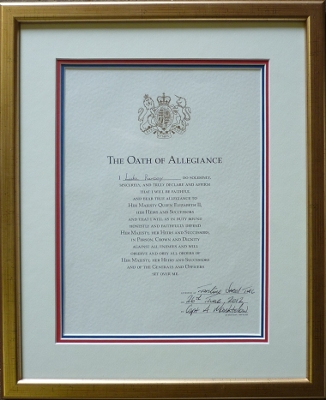 The Oath of Allegiance
I Luke do solemnly,
sincerely, and truly declare and affirm
that I will be faithful,
and bear true allegiance to
Her Majesty Queen Elizabeth II,
her Heirs and Successors
and that I will as in duty bound
honestly and faithfully defend
Her Majesty, her Heirs and Successors,
in Person, Crown and Dignity
against all enemies and will
observe and obey all orders of
Her Majesty, her Heirs and Successors
and of the Generals and Officers
set over me.
26th June
Capt A